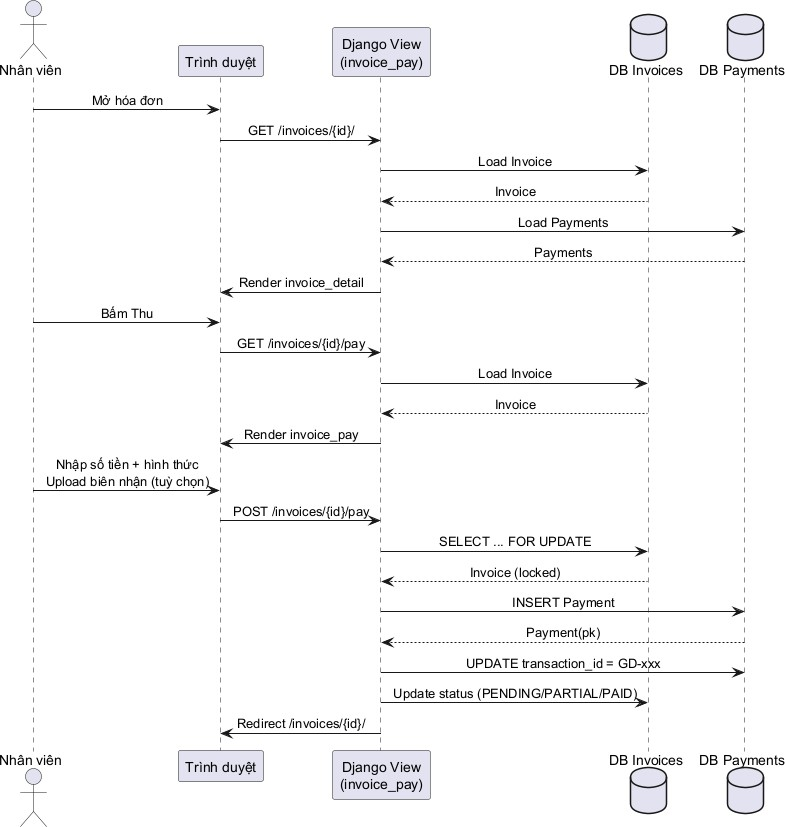 Nhân viên
Trình duyệt
Django View
(invoice_pay)
DB Invoices
DB Payments
Mở hóa đơn
GET /invoices/{id}/
Load Invoice
Invoice
Load Payments
Payments
Render invoice_detail
Bấm Thu
GET /invoices/{id}/pay
Load Invoice
Invoice
Render invoice_pay
Nhập số tiền + hình thức
Upload biên nhận (tuỳ chọn)
POST /invoices/{id}/pay
SELECT ... FOR UPDATE
Invoice (locked)
INSERT Payment
Payment(pk)
UPDATE transaction_id = GD-xxx
Update status (PENDING/PARTIAL/PAID)
Redirect /invoices/{id}/
Nhân viên
Trình duyệt
Django View
(invoice_pay)
DB Invoices
DB Payments